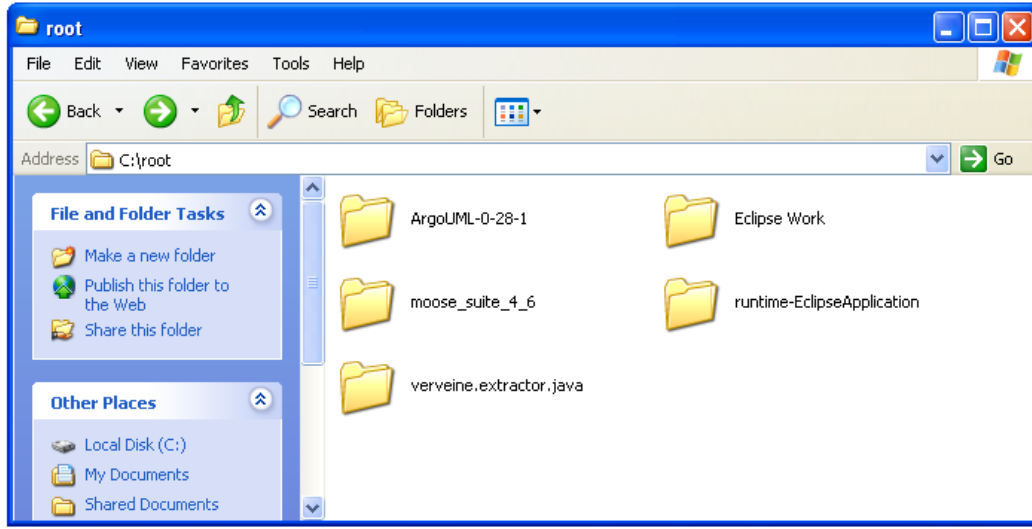 root
File Edit View Favorites Tools Help
Back Search Folders
Address C:\root Go
File and Folder Tasks
Make a new folder
Publish this folder to
the Web
Share this folder
Other Places
Local Disk (C:)
My Documents
Shared Documents
ArgoUML-0-28-1 Eclipse Work
moose_suite_4_6 runtime-EclipseApplication
verveine.extractor.java